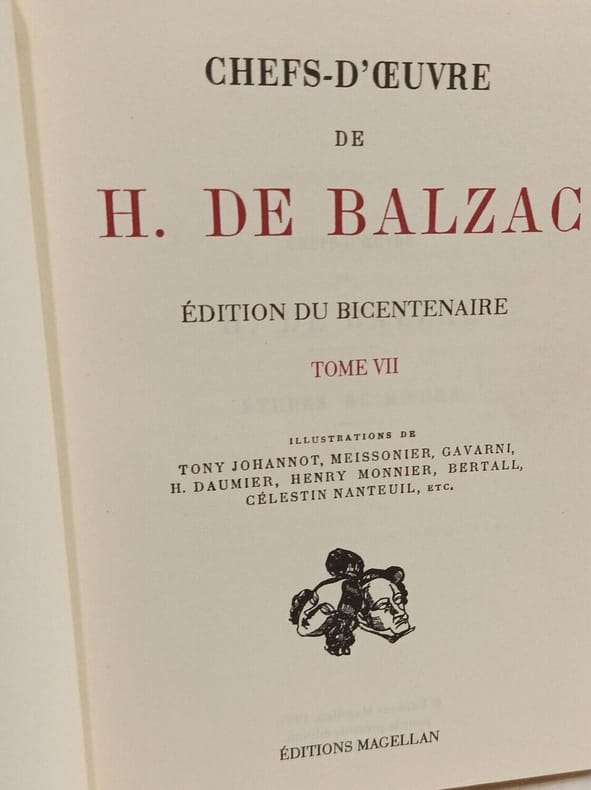 CHEFS-D'ŒUVRE
DE
H. DE BALZAC
ÉDITION DU BICENTENAIRE
TOME VII
ILLUSTRATIONS DE
TONY JOHANNOT, MEISSONIER, GAVARNI,
H. DAUMIER, HENRY MONNIER, BERTALL,
CÉLESTIN NANTEUIL, ETC.
ÉDITIONS MAGELLAN